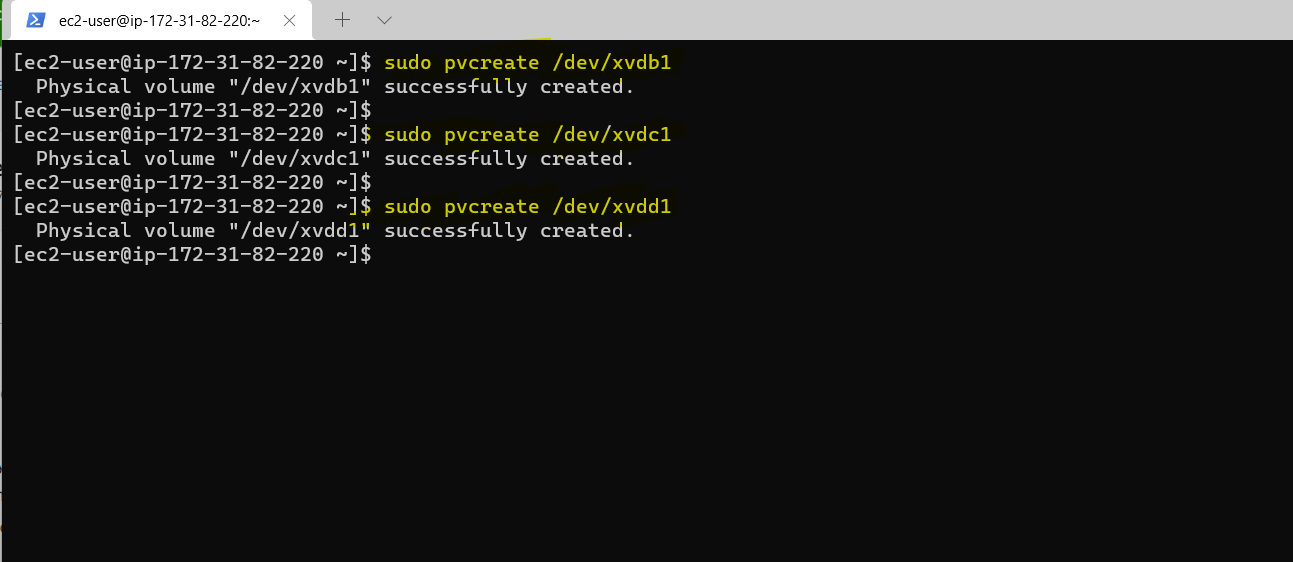 ec2-user@ip-172-31-82-220:~
[ec2-user@ip-172-31-82-220 ~]$ sudo pvcreate /dev/xvdb1
  Physical volume "/dev/xvdb1" successfully created.
[ec2-user@ip-172-31-82-220 ~]$
[ec2-user@ip-172-31-82-220 ~]$ sudo pvcreate /dev/xvdc1
  Physical volume "/dev/xvdc1" successfully created.
[ec2-user@ip-172-31-82-220 ~]$
[ec2-user@ip-172-31-82-220 ~]$ sudo pvcreate /dev/xvdd1
  Physical volume "/dev/xvdd1" successfully created.
[ec2-user@ip-172-31-82-220 ~]$